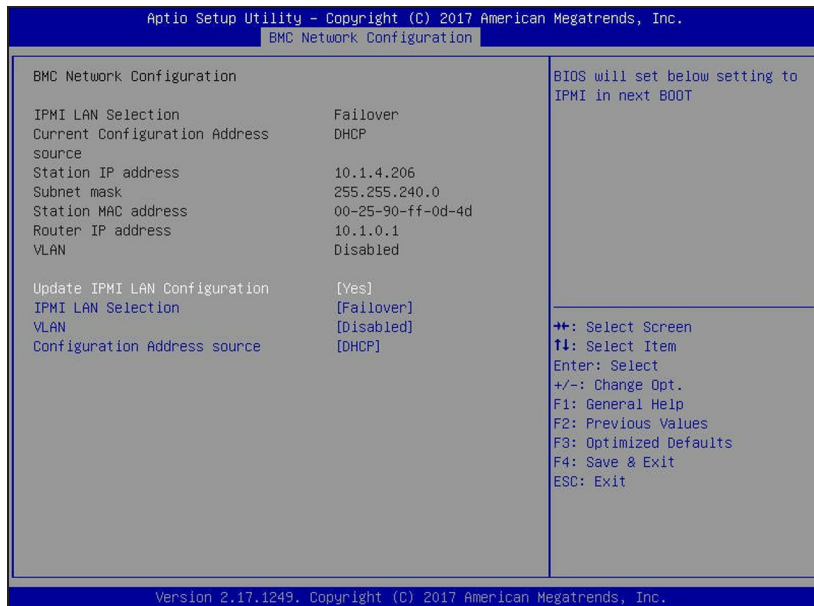 Aptio Setup Utility – Copyright (C) 2017 American Megatrends, Inc.
BMC Network Configuration
BMC Network Configuration
IPMI LAN Selection Failover
Current Configuration Address DHCP
source
Station IP address 10.1.4.206
Subnet mask 255.255.240.0
Station MAC address 00-25-90-ff-0d-4d
Router IP address 10.1.0.1
VLAN Disabled
Update IPMI LAN Configuration [Yes]
IPMI LAN Selection [Failover]
VLAN [Disabled]
Configuration Address source [DHCP]
BIOS will set below setting to
IPMI in next BOOT
→←: Select Screen
↑↓: Select Item
Enter: Select
+/-: Change Opt.
F1: General Help
F2: Previous Values
F3: Optimized Defaults
F4: Save & Exit
ESC: Exit
Version 2.17.1249. Copyright (C) 2017 American Megatrends, Inc.